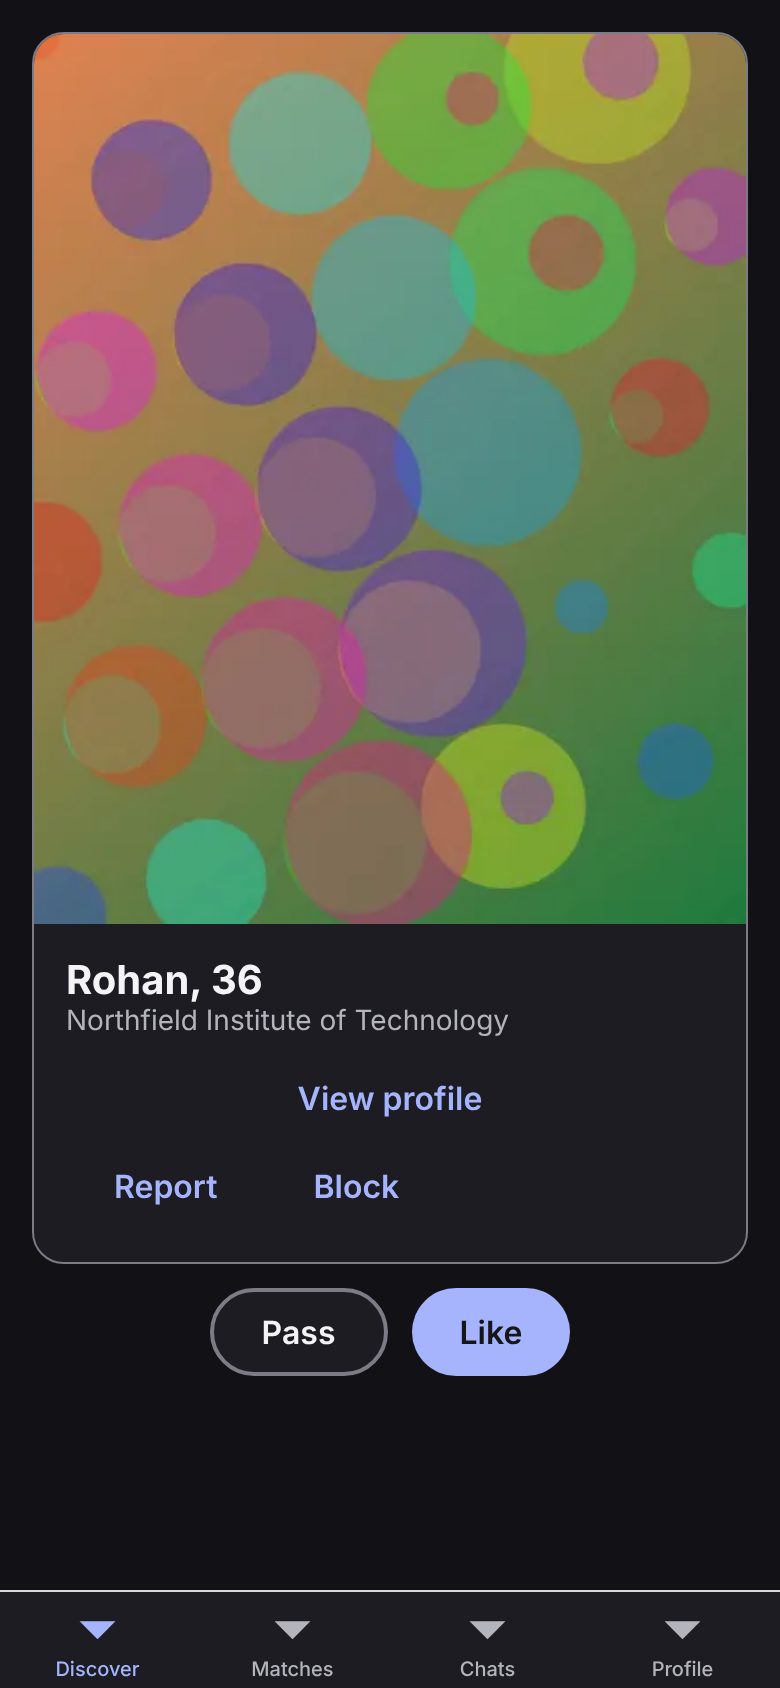 Rohan, 36
Northfield Institute of Technology
View profile
Report Block
Pass Like
Discover Matches Chats Profile